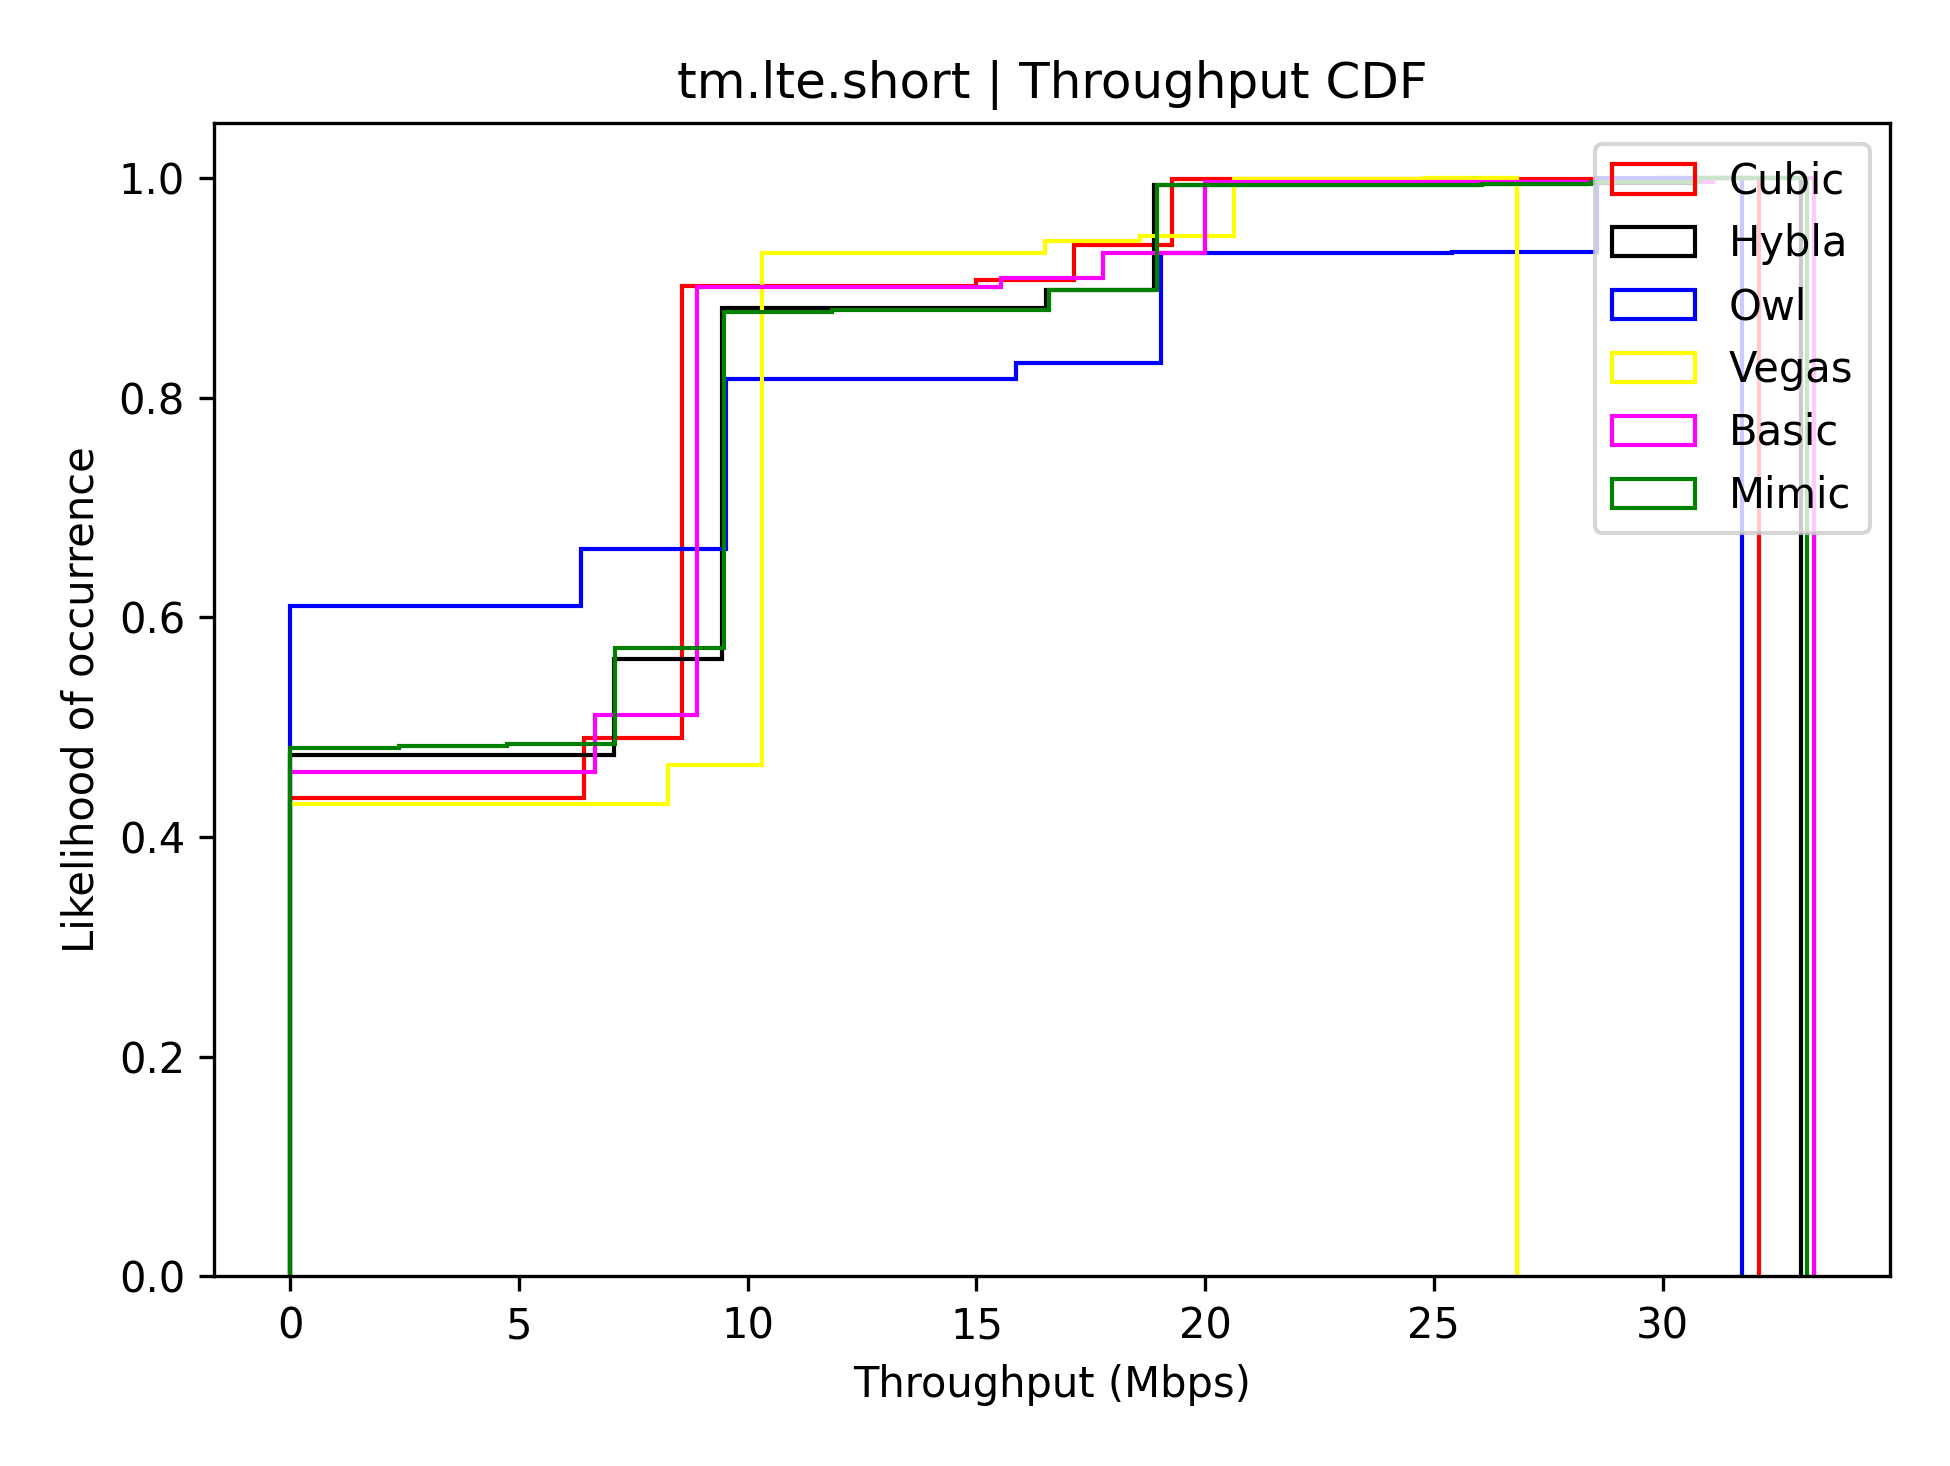 tm.lte.short | Throughput CDF
Likelihood of occurrence
1.0
0.8
0.6
0.4
0.2
0.0
0 5 10 15 20 25 30
Throughput (Mbps)
Cubic
Hybla
Owl
Vegas
Basic
Mimic